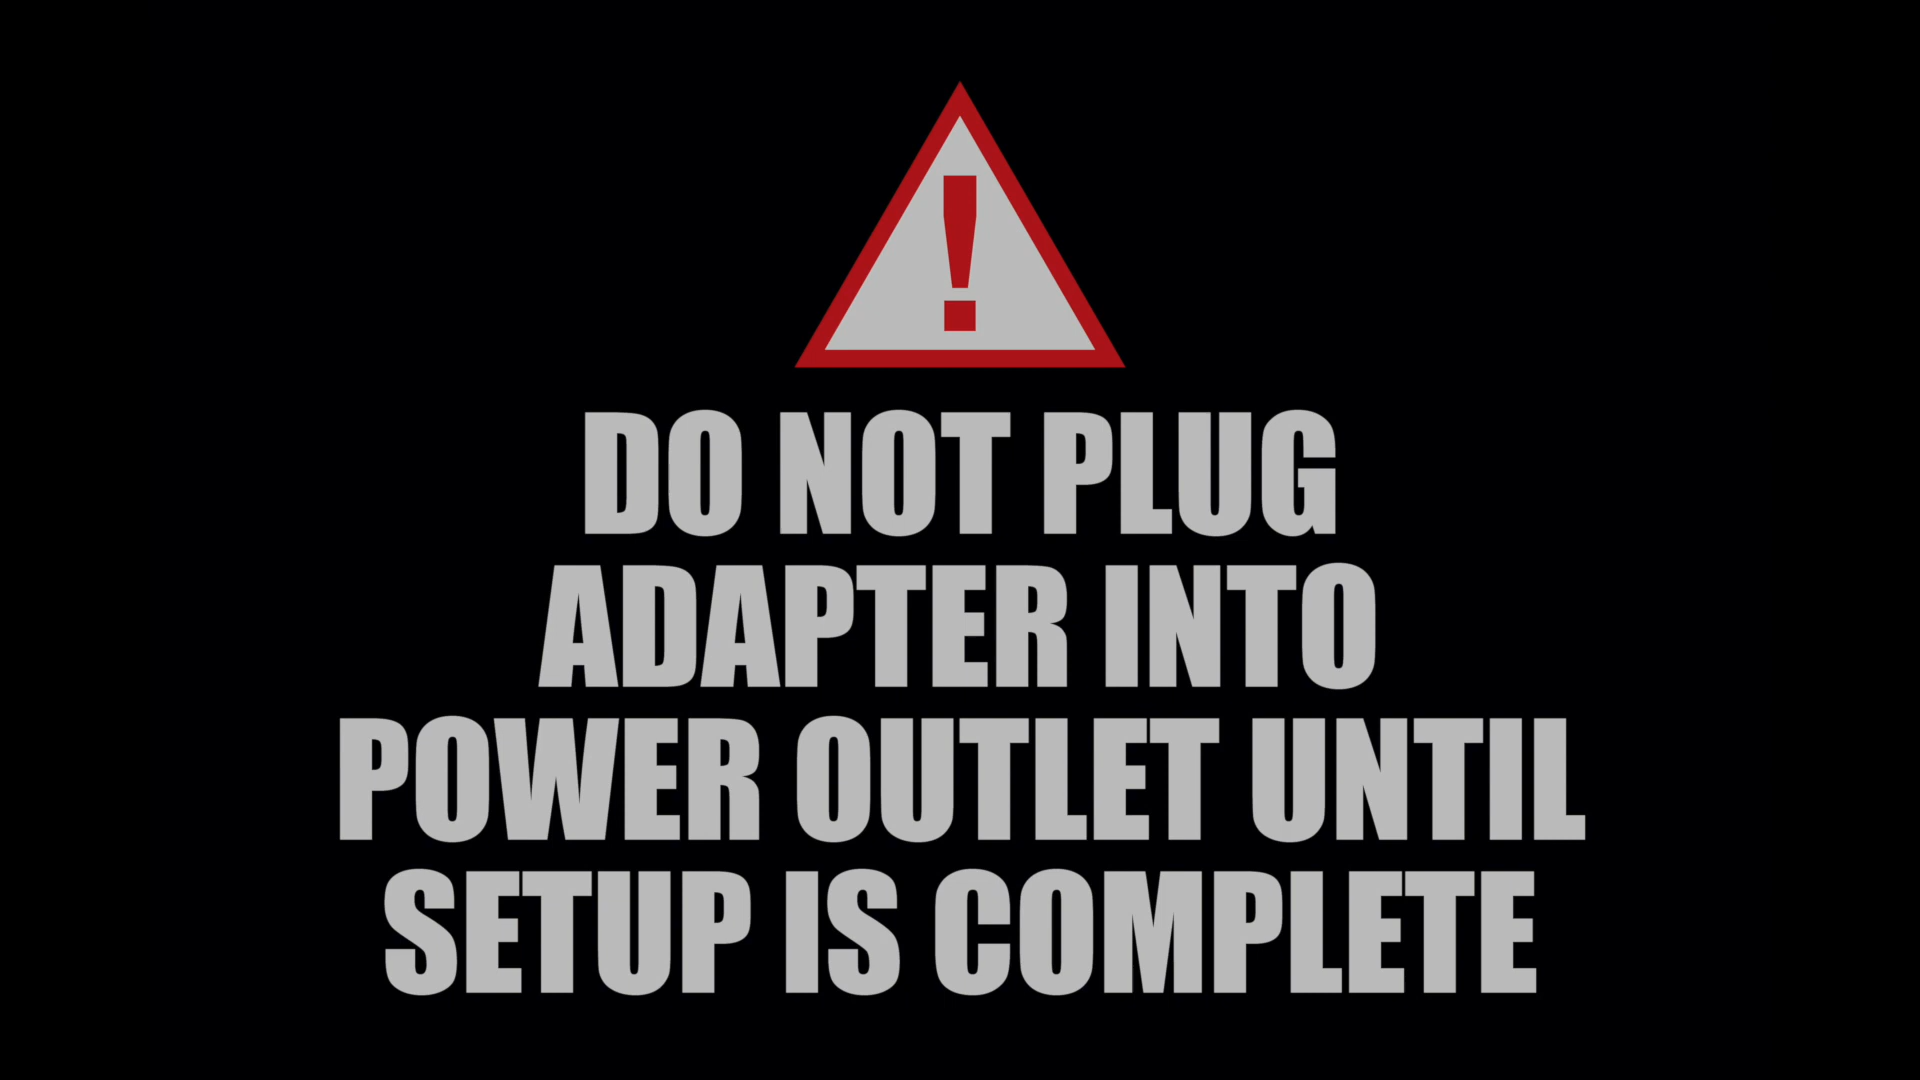 !
DO NOT PLUG
ADAPTER INTO
POWER OUTLET UNTIL
SETUP IS COMPLETE